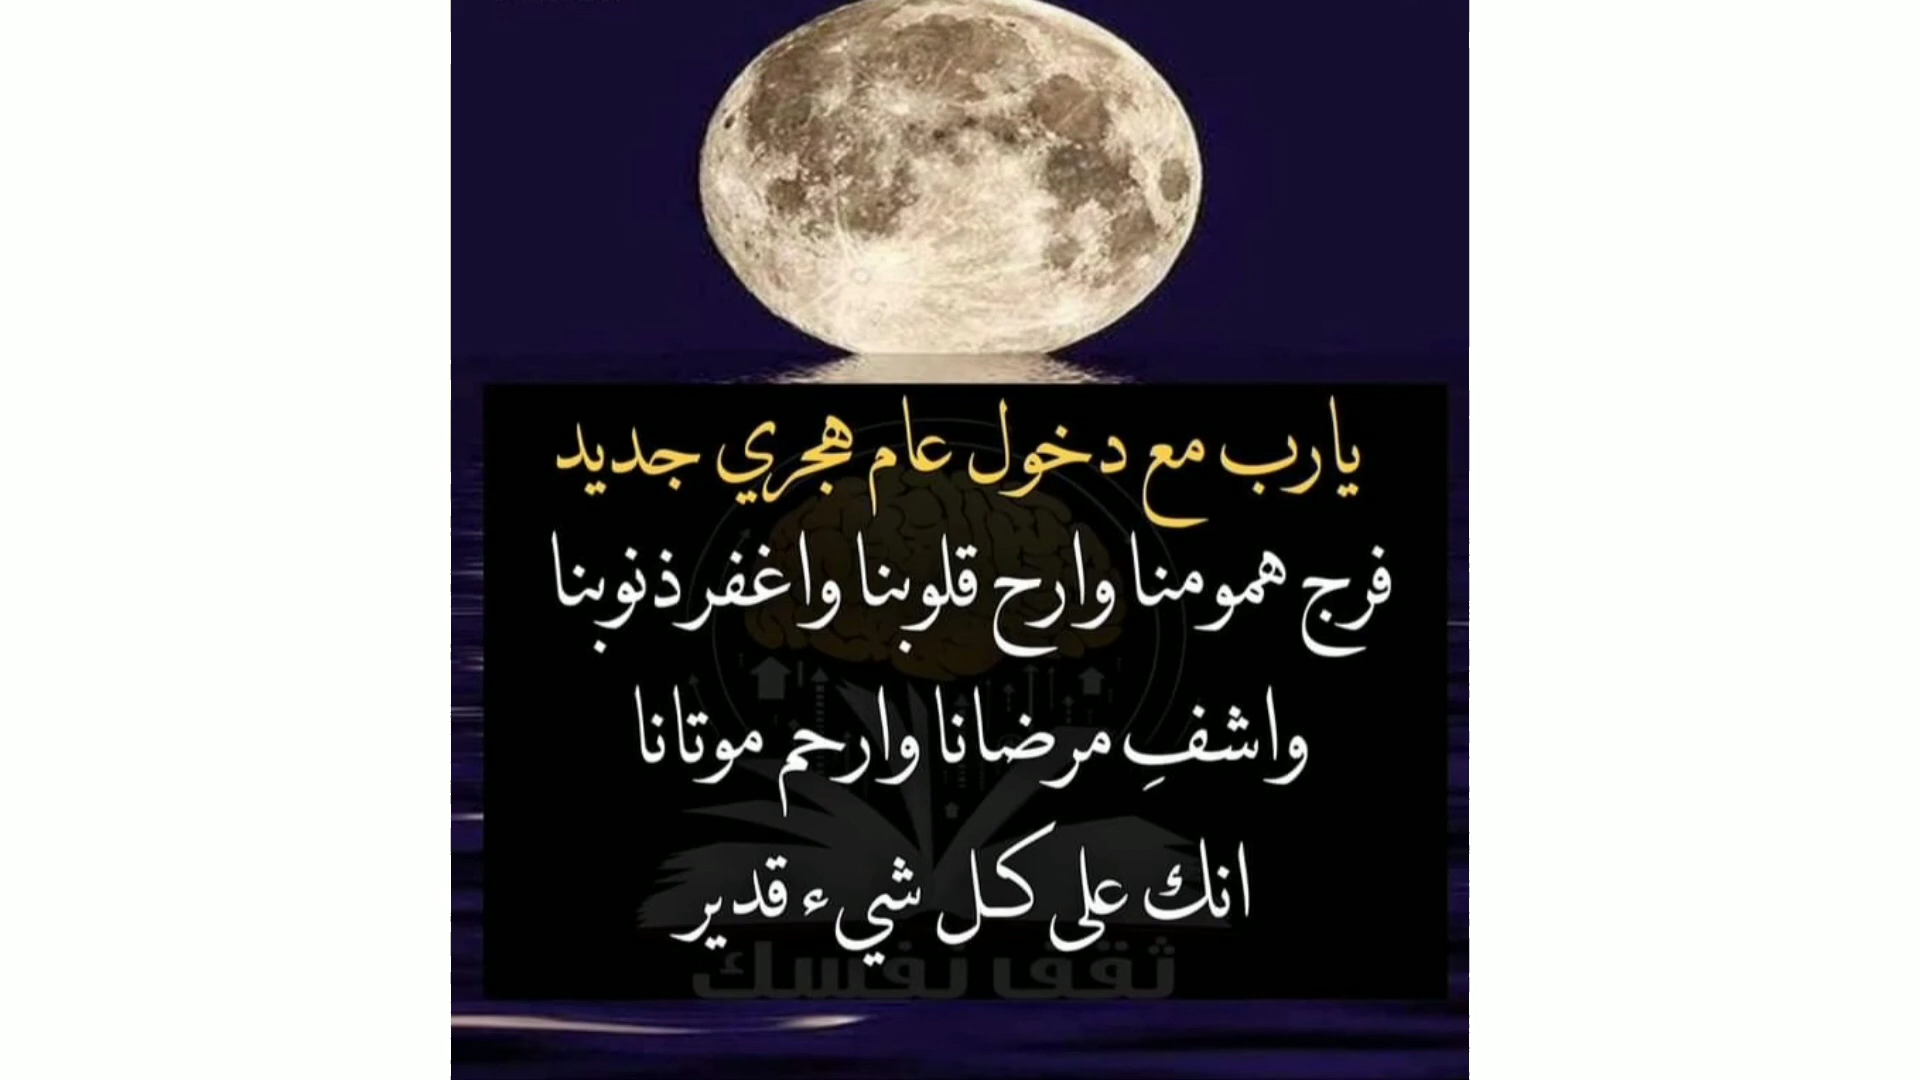 يارب مع دخول عام هجري جديد
فرج همومنا وارح قلوبنا واغفر ذنوبنا
واشفِ مرضانا وارحم موتانا
انك على كل شيء قدير
ثقف نفسك